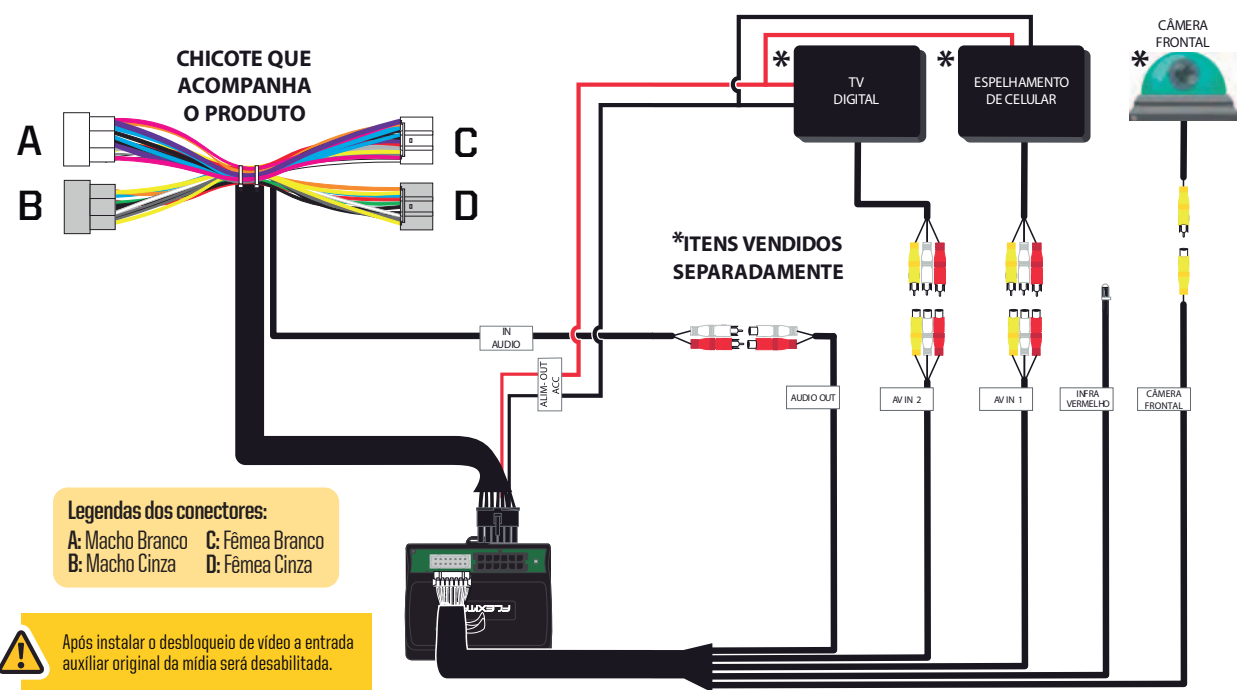 CHICOTE QUE
ACOMPANHA
O PRODUTO
A
B
C
D
*
TV
DIGITAL
*
ESPELHAMENTO
DE CELULAR
CÂMERA
FRONTAL
*
*ITENS VENDIDOS
SEPARADAMENTE
IN
AUDIO
ALIM- OUT
ACC
AUDIO OUT
AV IN 2
AV IN 1
INFRA
VERMELHO
CÂMERA
FRONTAL
Legendas dos conectores:
A: Macho Branco C: Fêmea Branco
B: Macho Cinza D: Fêmea Cinza
Após instalar o desbloqueio de vídeo a entrada
auxíliar original da mídia será desabilitada.